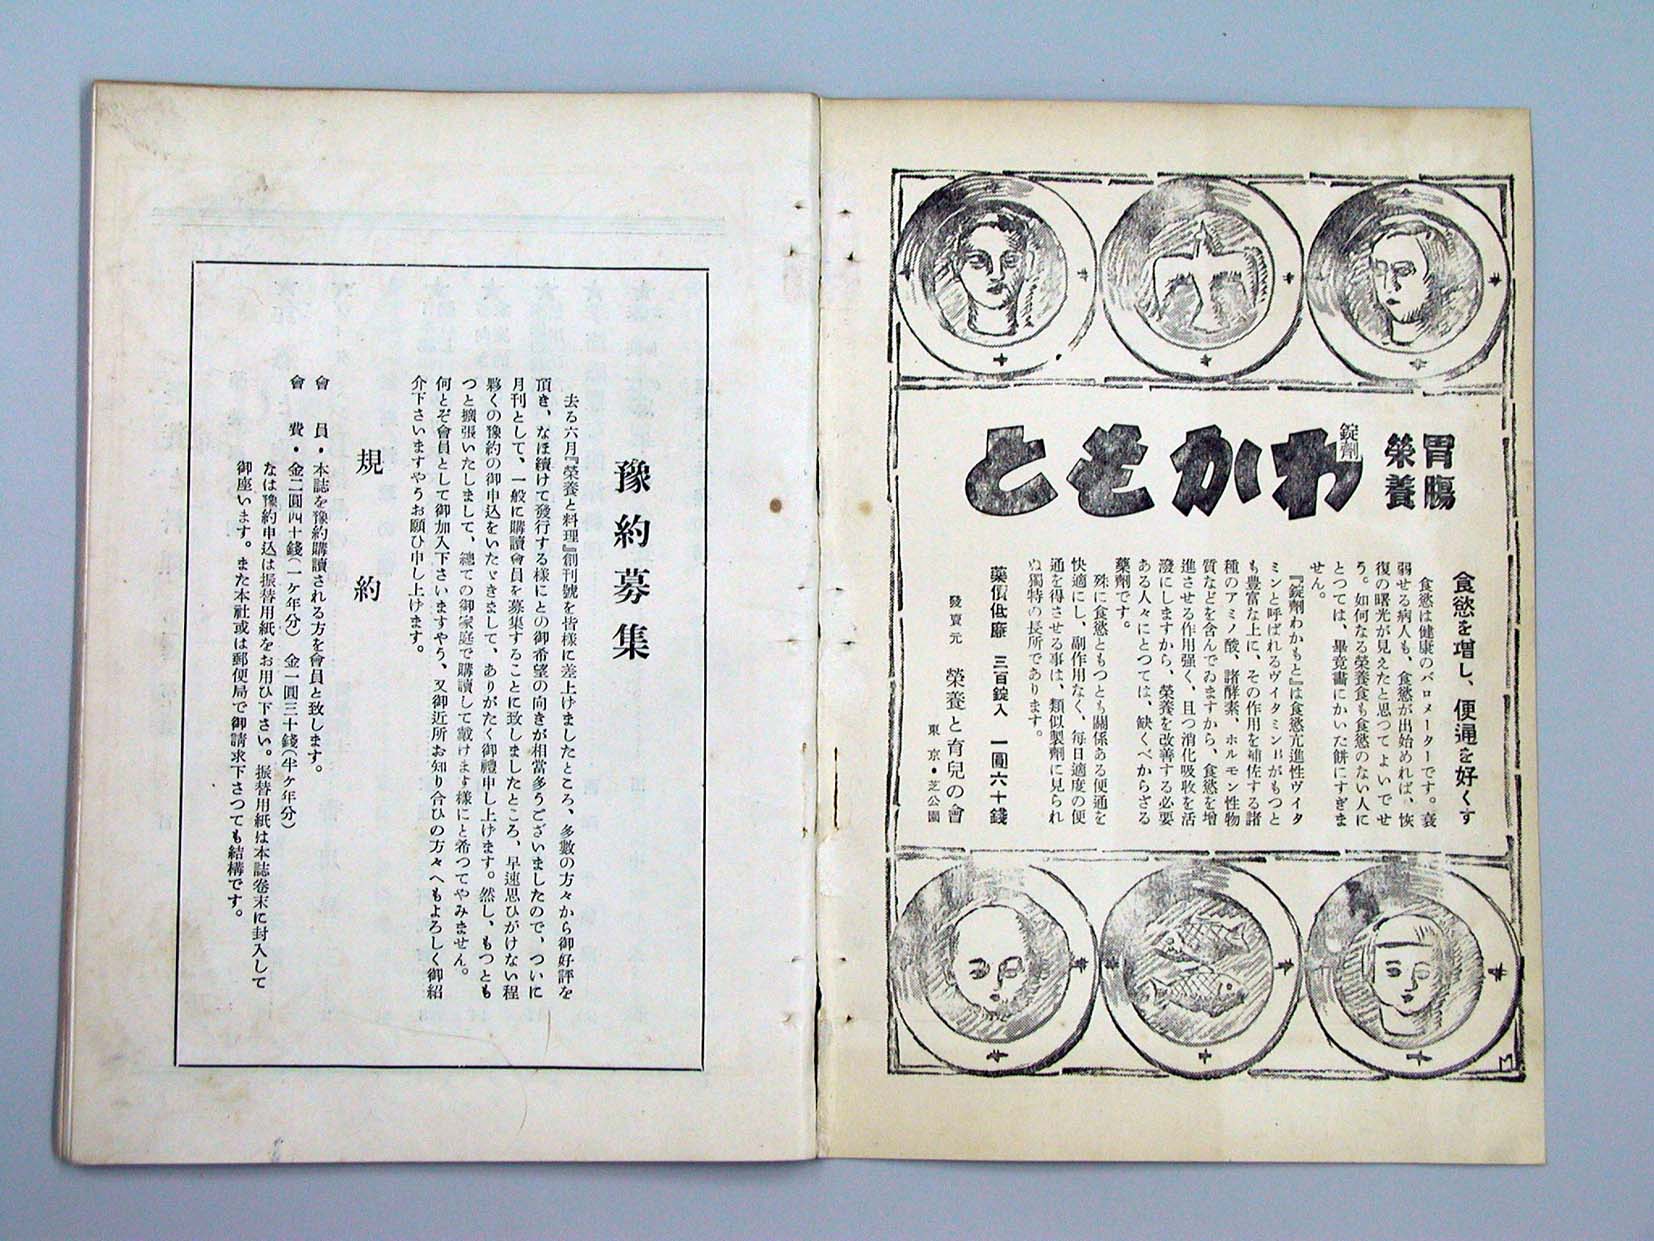 胃腸
榮養
錠劑
わかもと
食慾を增し、便通を好くす
食慾は健康のバロメーターです。衰
弱せる病人も、食慾が出始めれば、恢
復の曙光が見えたと思つてよいでせ
う。如何なる榮養食も食慾のない人に
とつては、畢竟畵にかいた餅にすぎま
せん。
『錠劑わかもと』は食慾亢進性ヴィタ
ミンと呼ばれるヴィタミンBがもつと
も豐富な上に、その作用を補佐する諸
種のアミノ酸、諸酵素、ホルモン性物
質などを含んでゐますから、食慾を增
進させる作用强く、且つ消化吸收を活
潑にしますから、榮養を改善する必要
ある人々にとつては、缺くべからざる
藥劑です。
殊に食慾ともつとも關係ある便通を
快適にし、副作用なく、每日適度の便
通を得させる事は、類似製劑に見られ
ぬ獨特の長所であります。
藥價低廉 三百錠入 一圓六十錢
發賣元 榮養と育兒の會
東京・芝公園
豫約募集
去る六月『榮養と料理』創刊號を皆樣に差上げましたところ、多數の方々から御好評を
頂き、なほ續けて發行する樣にとの御希望の向きが相當多うございましたので、ついに
月刊として、一般に購讀會員を募集することに致しましたところ、早速思ひがけない程
夥くの豫約の御申込をいたゞきまして、ありがたく御禮申し上げます。然し、もつとも
つと擴張いたしまして、總ての御家庭で購讀して戴けます樣にと希つてやみません。
何とぞ會員として御加入下さいますやう、又御近所お知り合ひの方々へもよろしく御紹
介下さいますやうお願ひ申し上げます。
規約
會員・本誌を豫約購讀される方を會員と致します。
會費・金二圓四十錢(一ケ年分) 金一圓三十錢(半ケ年分)
なほ豫約申込は振替用紙をお用ひ下さい。振替用紙は本誌卷末に封入して
御座います。また本社或は郵便局で御請求下さつても結構です。